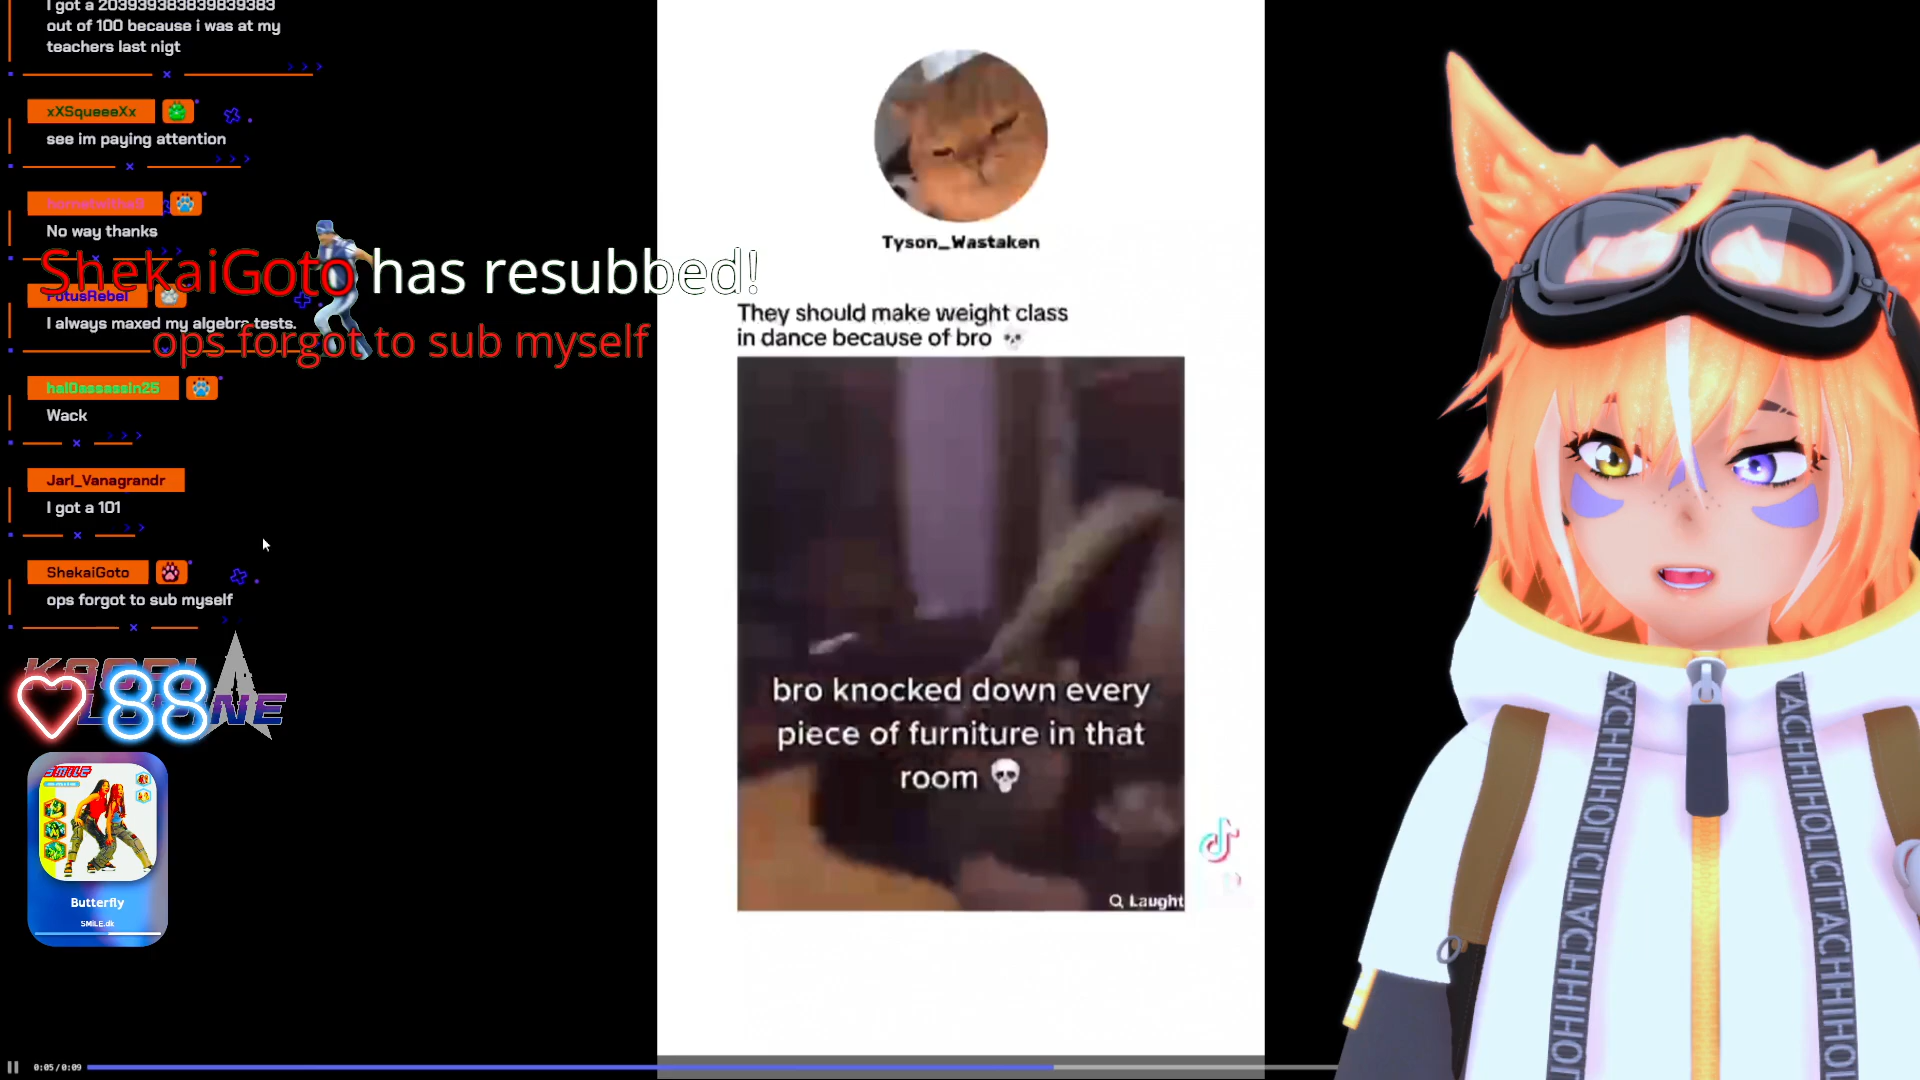 I got a 203939383839839383
out of 100 because i was at my
teachers last nigt
xXSqueeeXx
see im paying attention
No way thanks
ShekaiGoto has resubbed!
ops forgot to sub myself
FotusRebel
I always maxed my algebra tests.
hal0assassin25
Wack
Jarl_Vanagrandr
I got a 101
ShekaiGoto
ops forgot to sub myself
88
SMiLE
Butterfly
SMiLE.dk
0:05/0:09
Tyson_Wastaken
They should make weight class
in dance because of bro 💀
bro knocked down every
piece of furniture in that
room 💀
Laught